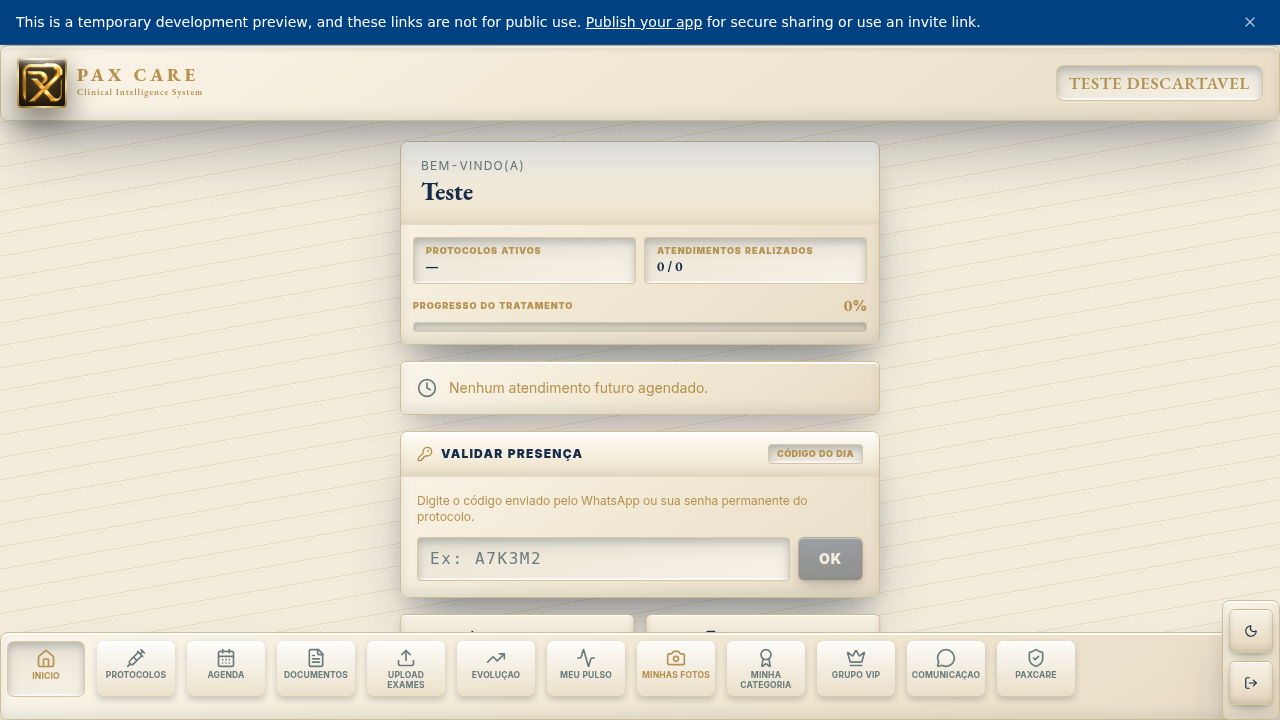 This is a temporary development preview, and these links are not for public use. Publish your app for secure sharing or use an invite link.
PAX CARE
Clinical Intelligence System
TESTE DESCARTAVEL
BEM-VINDO(A)
Teste
PROTOCOLOS ATIVOS
—
ATENDIMENTOS REALIZADOS
0 / 0
PROGRESSO DO TRATAMENTO
0%
Nenhum atendimento futuro agendado.
VALIDAR PRESENÇA
CÓDIGO DO DIA
Digite o código enviado pelo WhatsApp ou sua senha permanente do
protocolo.
Ex: A7K3M2
OK
INICIO
PROTOCOLOS
AGENDA
DOCUMENTOS
UPLOAD
EXAMES
EVOLUÇAO
MEU PULSO
MINHAS FOTOS
MINHA
CATEGORIA
GRUPO VIP
COMUNICAÇAO
PAXCARE